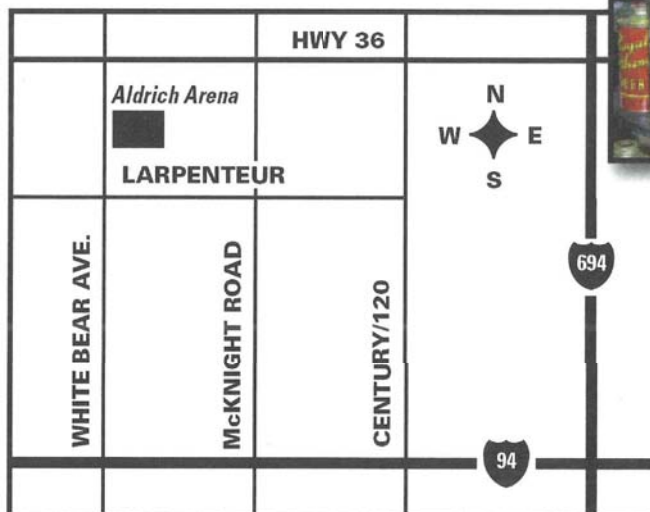 HWY 36
Aldrich Arena
N
W E
S
LARPENTEUR
694
WHITE BEAR AVE.
McKNIGHT ROAD
CENTURY/120
94